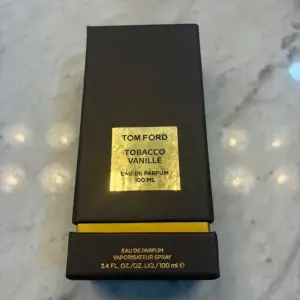 TOM FORD
TOBACCO
VANILLE
EAU DE PARFUM
100 ML
EAU DE PARFUM
VAPORISATEUR SPRAY
3.4 FL. OZ./OZ. LIQ./100 ml ℮